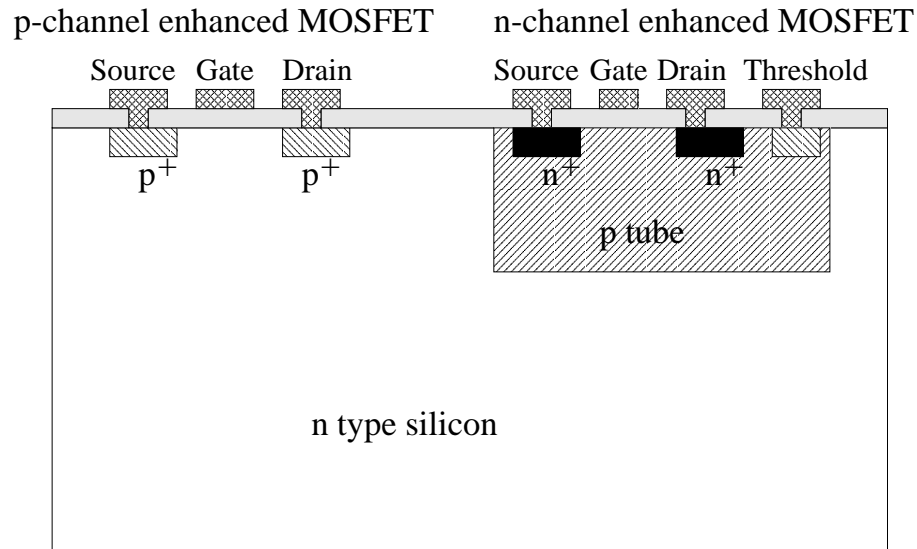 p-channel enhanced MOSFET
n-channel enhanced MOSFET
Source Gate Drain
Source Gate Drain Threshold
p+ p+
n+ n+
p tube
n type silicon